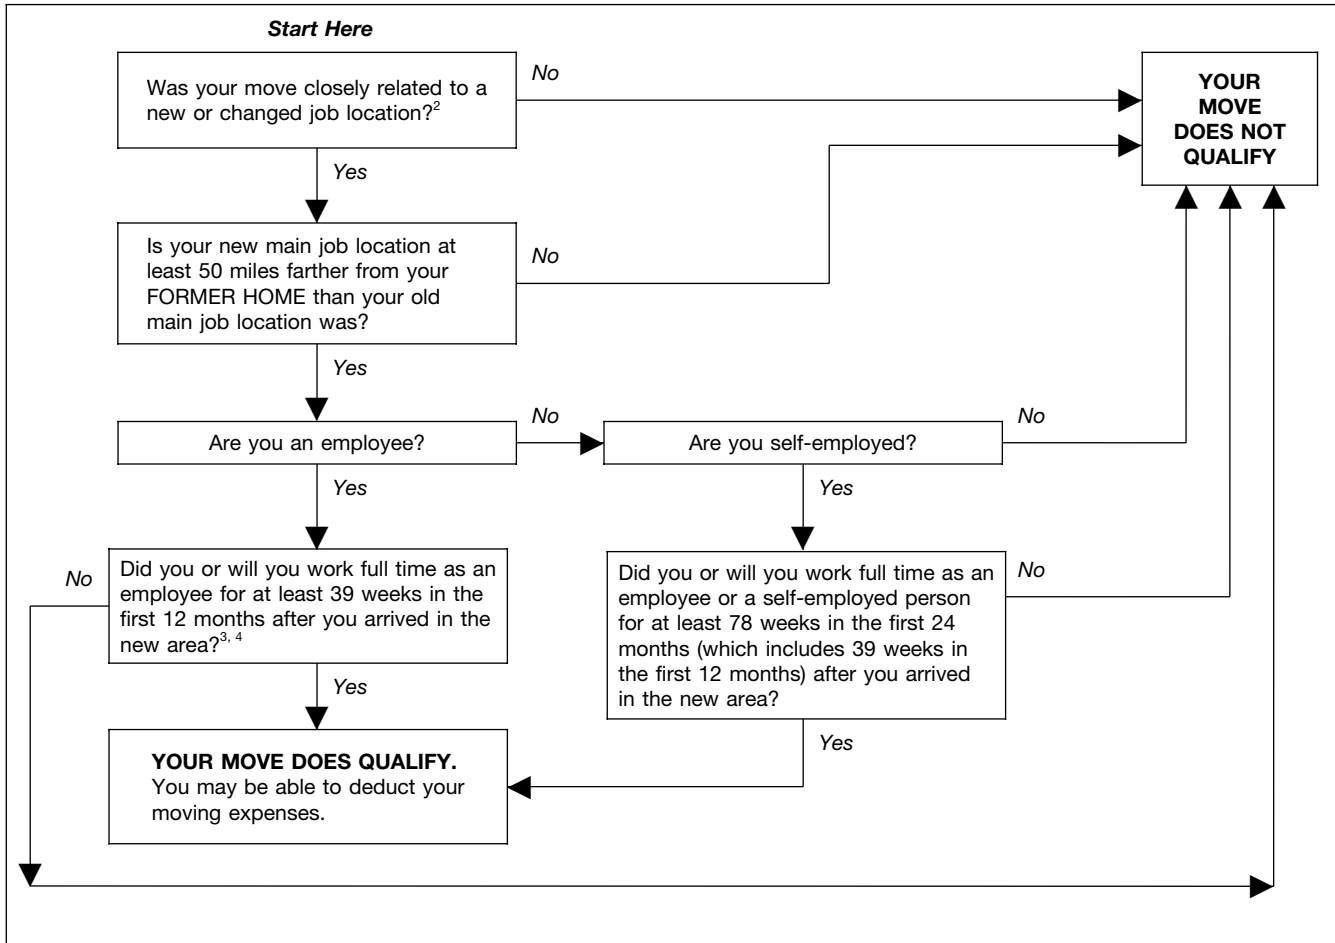 Start Here
Was your move closely related to a
new or changed job location?2
No
YOUR
MOVE
DOES NOT
QUALIFY
Yes
Is your new main job location at
least 50 miles farther from your
FORMER HOME than your old
main job location was?
No
Yes
Are you an employee?
No
Are you self-employed?
No
Yes
Yes
No
Did you or will you work full time as an
employee for at least 39 weeks in the
first 12 months after you arrived in the
new area?3, 4
Did you or will you work full time as an
employee or a self-employed person
for at least 78 weeks in the first 24
months (which includes 39 weeks in
the first 12 months) after you arrived
in the new area?
No
Yes
Yes
YOUR MOVE DOES QUALIFY.
You may be able to deduct your
moving expenses.